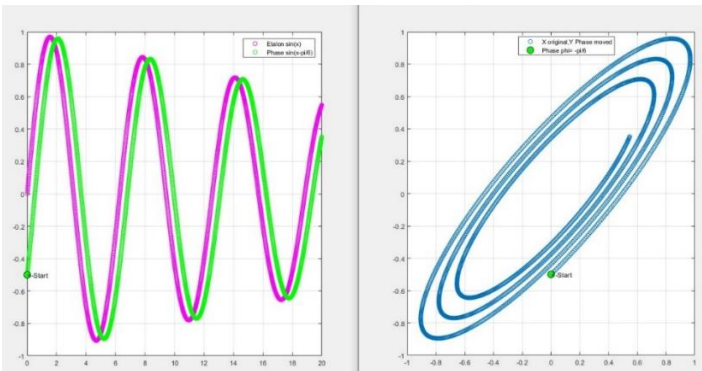 Etalon sin(x)
Phase sin(x-pi/6)
1
0.8
0.6
0.4
0.2
0
-0.2
-0.4
-0.6
-0.8
-1
Start
0 2 4 6 8 10 12 14 16 18 20
X original,Y Phase moved
Phase phi= -pi/6
1
0.8
0.6
0.4
0.2
0
-0.2
-0.4
-0.6
-0.8
-1
Start
-1 -0.8 -0.6 -0.4 -0.2 0 0.2 0.4 0.6 0.8 1